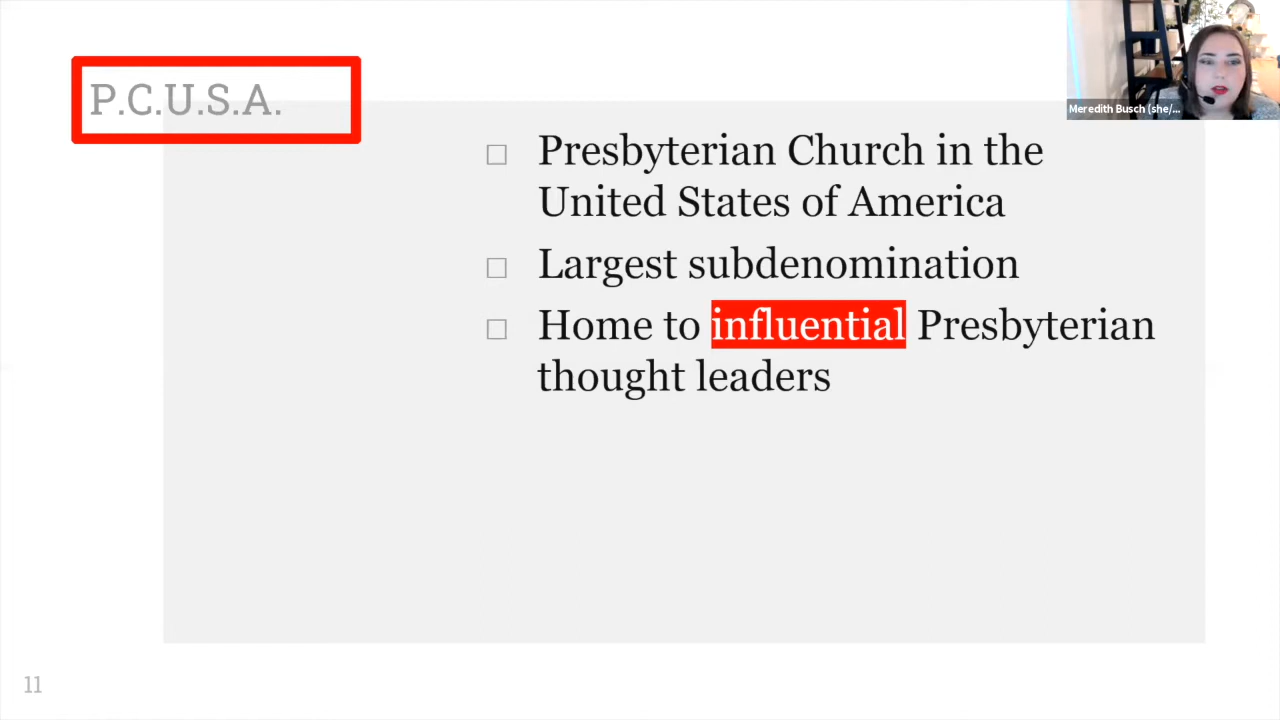 P.C.U.S.A.
Meredith Busch (she/...
Presbyterian Church in the
United States of America
Largest subdenomination
Home to influential Presbyterian
thought leaders
11